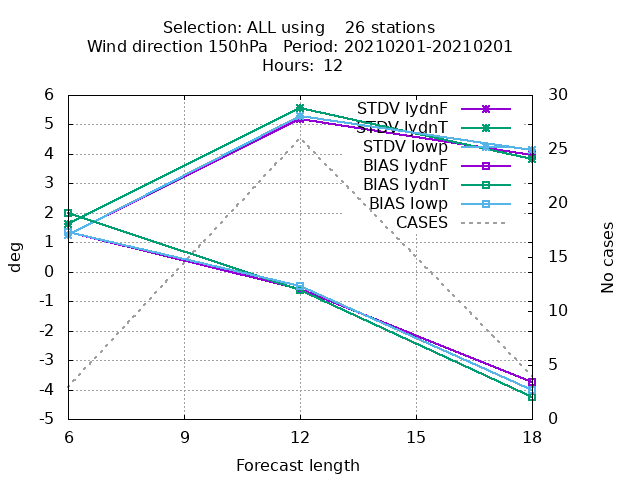 Selection: ALL using    26 stations
Wind direction 150hPa   Period: 20210201-20210201
Hours:  12
STDV lydnF
STDV lydnT
STDV lowp
BIAS lydnF
BIAS lydnT
BIAS lowp
CASES
6
5
4
3
2
1
0
-1
-2
-3
-4
-5
deg
30
25
20
15
10
5
0
No cases
6 9 12 15 18
Forecast length